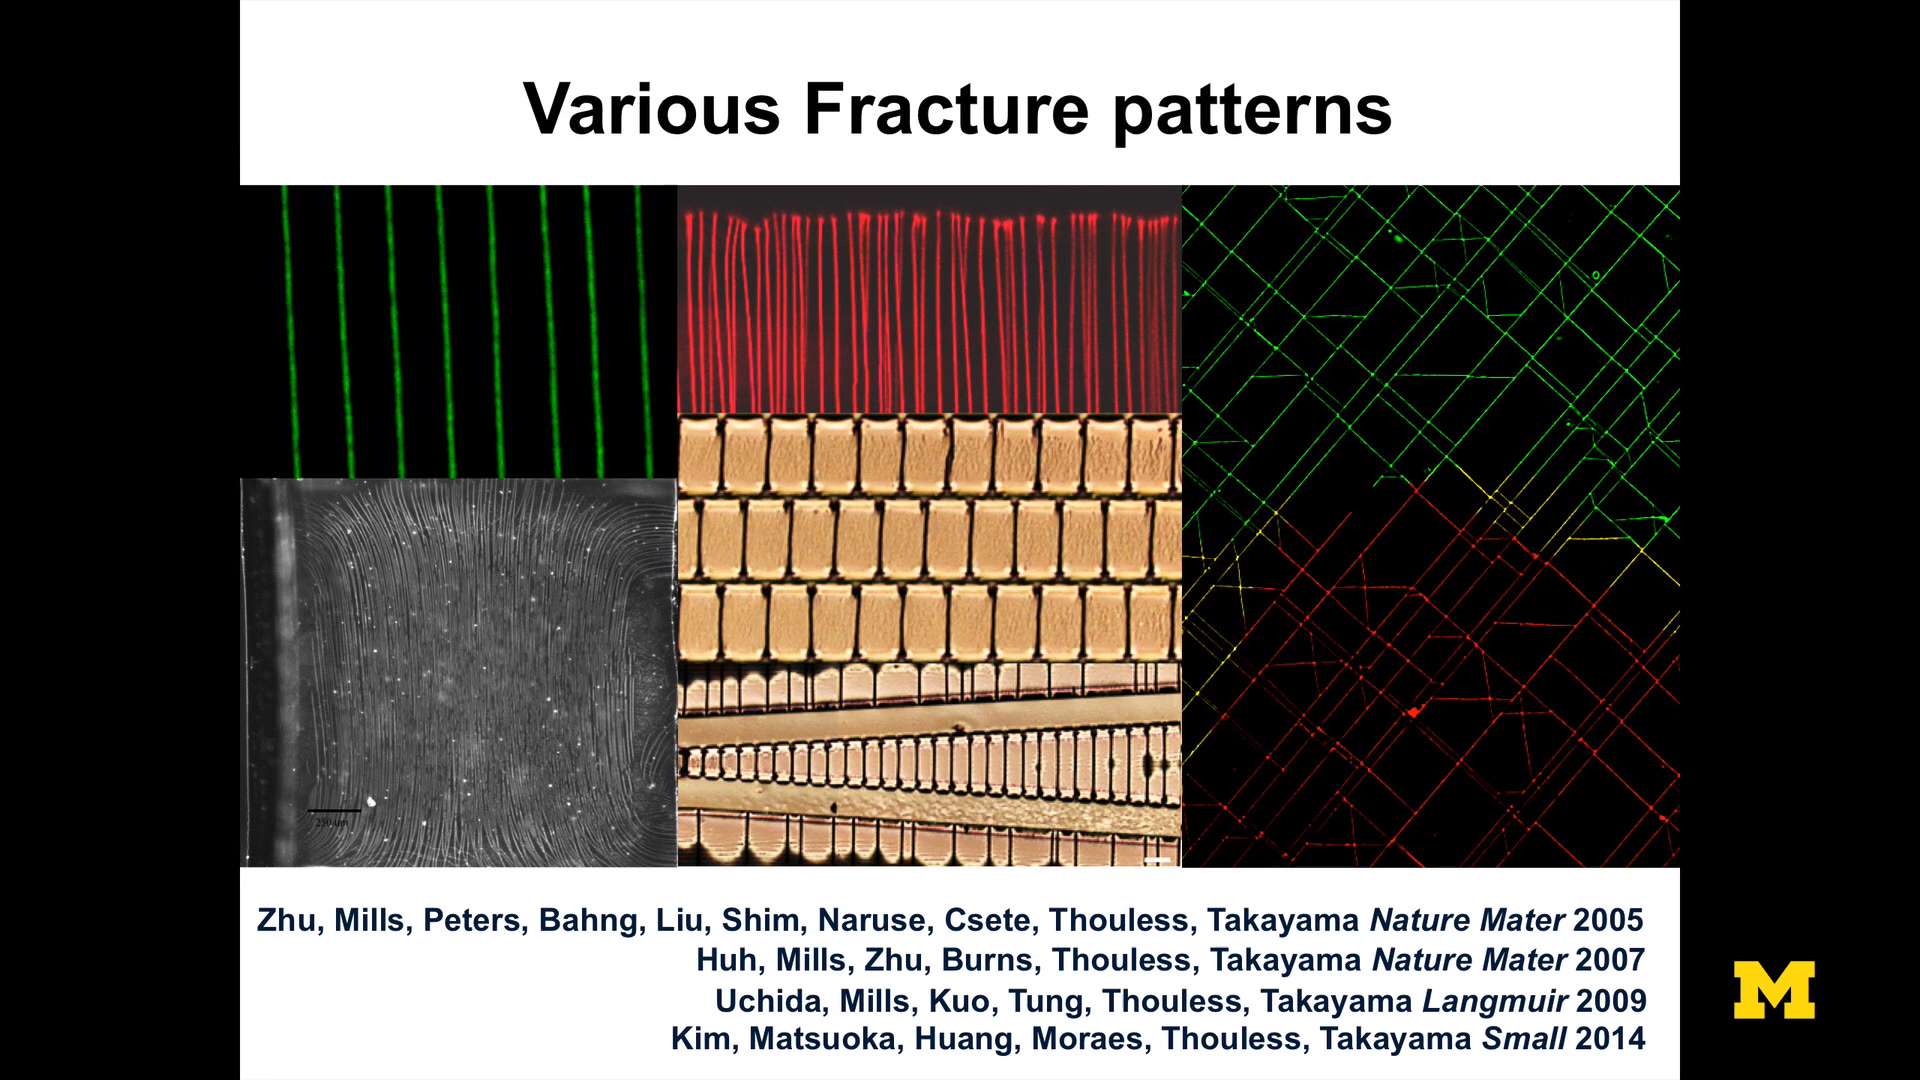 Various Fracture patterns
250 um
Zhu, Mills, Peters, Bahng, Liu, Shim, Naruse, Csete, Thouless, Takayama Nature Mater 2005
Huh, Mills, Zhu, Burns, Thouless, Takayama Nature Mater 2007
Uchida, Mills, Kuo, Tung, Thouless, Takayama Langmuir 2009
Kim, Matsuoka, Huang, Moraes, Thouless, Takayama Small 2014
M